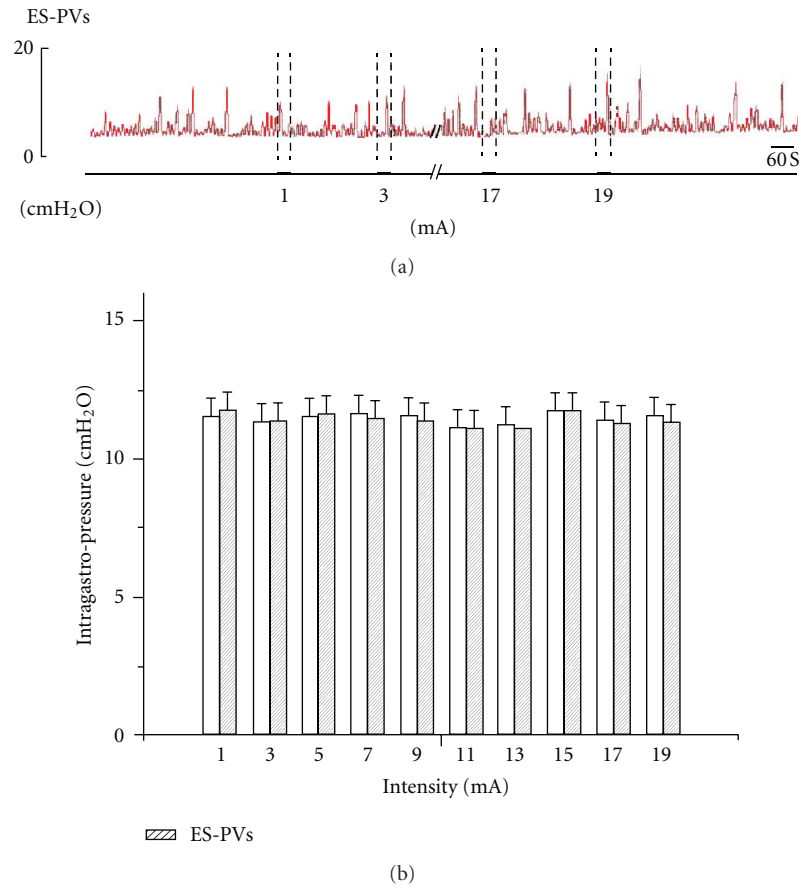 ES-PVs
20
0
60 S
(cmH₂O)
1 3 17 19
(mA)
(a)
15
10
5
0
Intragastro-pressure (cmH₂O)
1 3 5 7 9 11 13 15 17 19
Intensity (mA)
ES-PVs
(b)